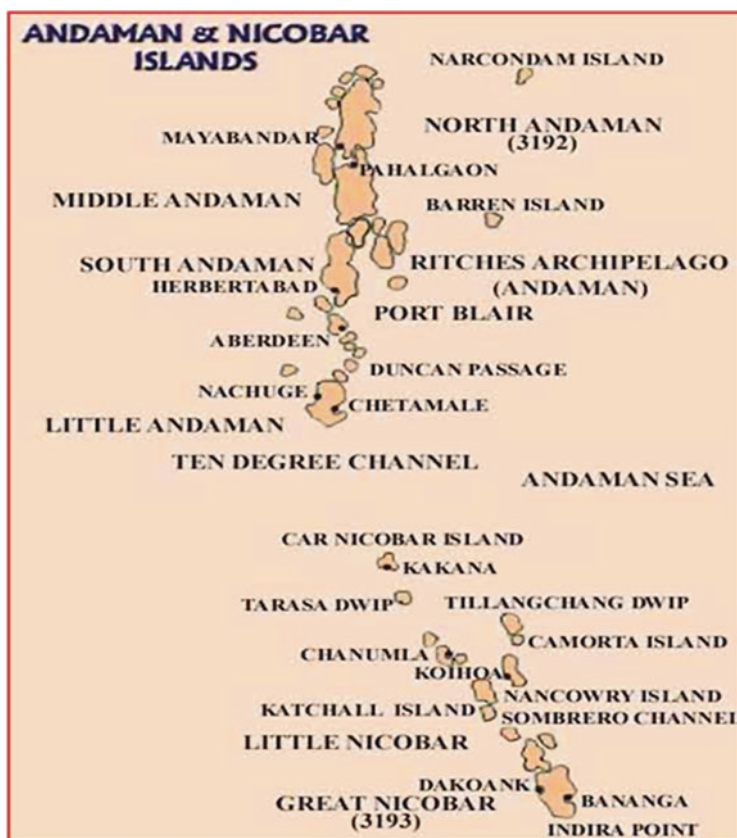 ANDAMAN & NICOBAR
ISLANDS
NARCONDAM ISLAND
MAYABANDAR
NORTH ANDAMAN
(3192)
PAHALGAON
MIDDLE ANDAMAN
BARREN ISLAND
SOUTH ANDAMAN
RITCHES ARCHIPELAGO
(ANDAMAN)
HERBERTABAD
PORT BLAIR
ABERDEEN
DUNCAN PASSAGE
NACHUGE
CHETAMALE
LITTLE ANDAMAN
TEN DEGREE CHANNEL
ANDAMAN SEA
CAR NICOBAR ISLAND
KAKANA
TARASA DWIP
TILLANGCHANG DWIP
CAMORTA ISLAND
CHANUMLA
KOIHOA
NANCOWRY ISLAND
KATCHALL ISLAND
SOMBRERO CHANNEL
LITTLE NICOBAR
DAKOANK
GREAT NICOBAR
(3193)
BANANGA
INDIRA POINT